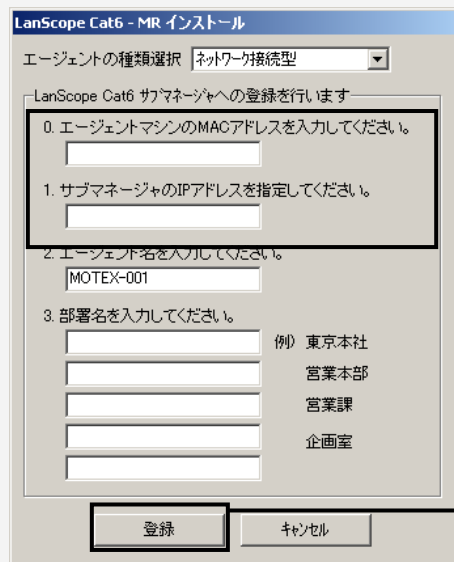 LanScope Cat6 - MR インストール
エージェントの種類選択 ネットワーク接続型
LanScope Cat6 サブマネージャへの登録を行います
0. エージェントマシンのMACアドレスを入力してください。
1. サブマネージャのIPアドレスを指定してください。
2. エージェント名を入力してください。
MOTEX-001
3. 部署名を入力してください。
例) 東京本社
営業本部
営業課
企画室
登録 キャンセル